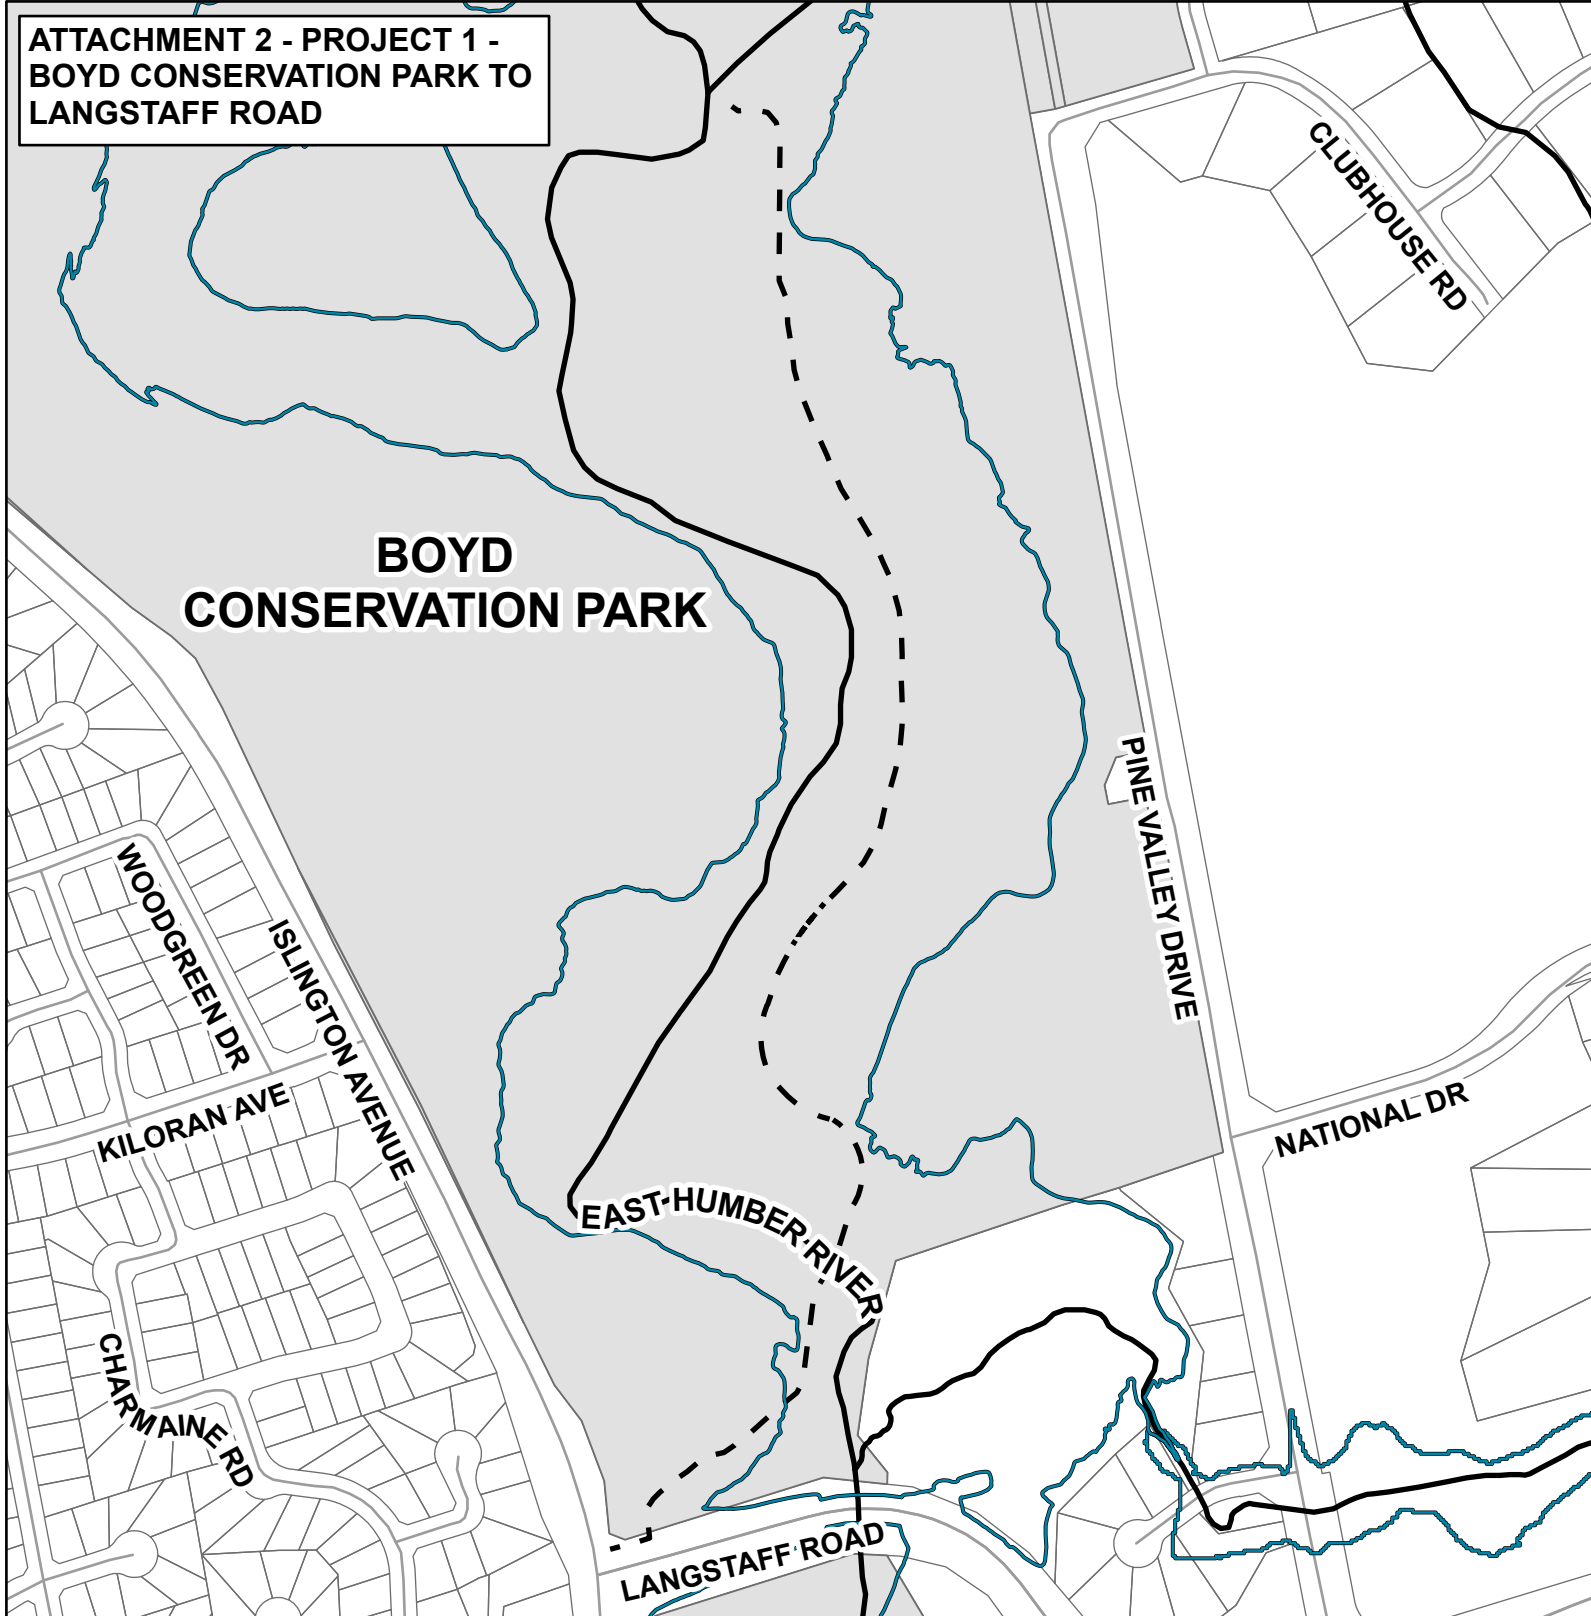 ATTACHMENT 2 - PROJECT 1 -
BOYD CONSERVATION PARK TO
LANGSTAFF ROAD
CLUBHOUSE RD
BOYD
CONSERVATION PARK
PINE VALLEY DRIVE
WOODGREEN DR
ISLINGTON AVENUE
KILORAN AVE
NATIONAL DR
EAST HUMBER RIVER
CHARMAINE RD
LANGSTAFF ROAD